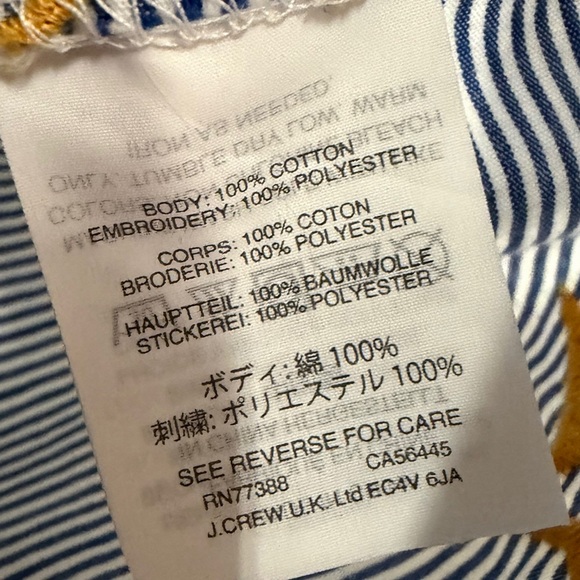 BODY: 100% COTTON
EMBROIDERY: 100% POLYESTER
CORPS: 100% COTON
BRODERIE: 100% POLYESTER
HAUPTTEIL: 100% BAUMWOLLE
STICKEREI: 100% POLYESTER
ボディ: 綿 100%
刺繍: ポリエステル 100%
SEE REVERSE FOR CARE
RN77388 CA56445
J.CREW U.K. Ltd EC4V 6JA